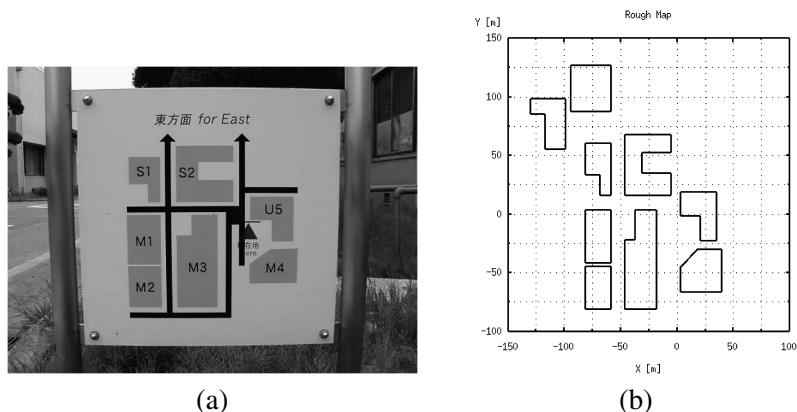 東方面 for East
S1
S2
U5
M1
M3
M4
M2
(a)
Rough Map
Y [m]
150
100
50
0
-50
-100
-150
-100
-50
0
50
100
X [m]
(b)